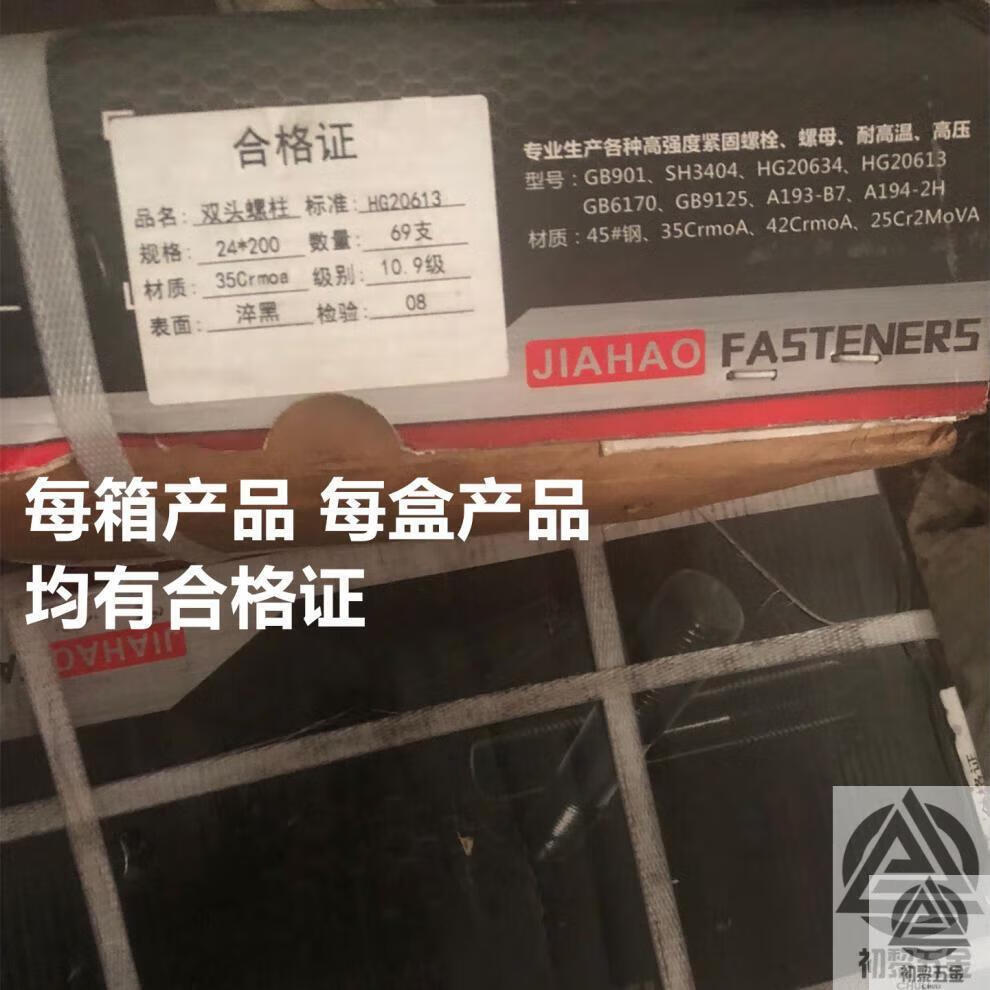 合格证
品名: 双头螺柱 标准: HG20613
规格: 24*200 数量: 69支
材质: 35Crmoa 级别: 10.9级
表面: 淬黑 检验: 08
专业生产各种高强度紧固螺栓、螺母、耐高温、高压
型号: GB901、SH3404、HG20634、HG20613
GB6170、GB9125、A193-B7、A194-2H
材质: 45#钢、35CrmoA、42CrmoA、25Cr2MoVA
JIAHAO FASTENERS
每箱产品 每盒产品
均有合格证
JIAHAO
初黎五金